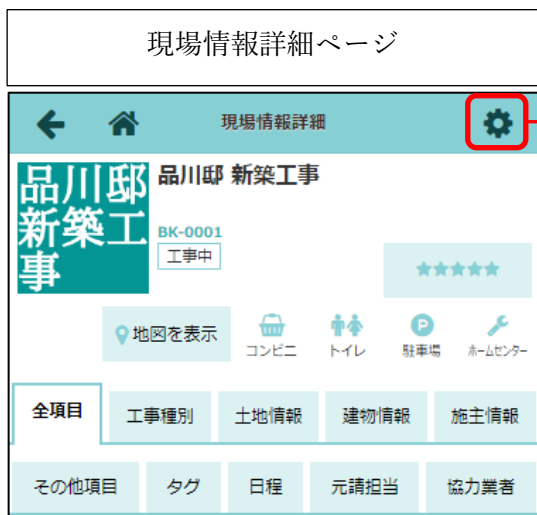 現場情報詳細ページ
現場情報詳細
品川邸
新築工
事
品川邸 新築工事
BK-0001
工事中
★★★★★
地図を表示 コンビニ トイレ P 駐車場 ホームセンター
全項目 工事種別 土地情報 建物情報 施主情報
その他項目 タグ 日程 元請担当 協力業者